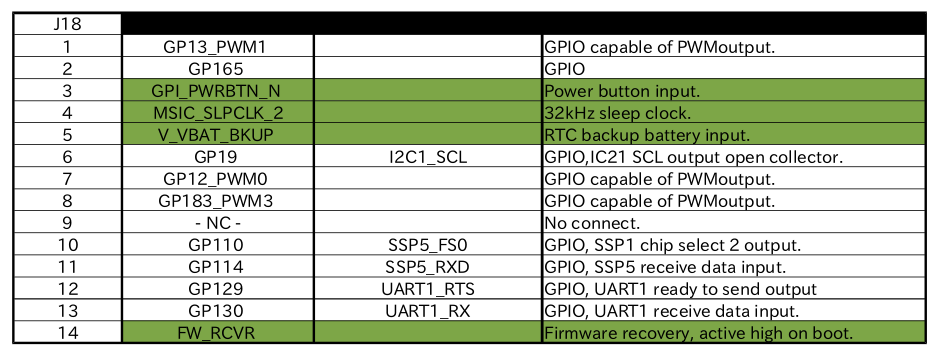 J18
1 GP13_PWM1 GPIO capable of PWMoutput.
2 GP165 GPIO
3 GPI_PWRBTN_N Power button input.
4 MSIC_SLPCLK_2 32kHz sleep clock.
5 V_VBAT_BKUP RTC backup battery input.
6 GP19 I2C1_SCL GPIO,IC21 SCL output open collector.
7 GP12_PWM0 GPIO capable of PWMoutput.
8 GP183_PWM3 GPIO capable of PWMoutput.
9 - NC - No connect.
10 GP110 SSP5_FS0 GPIO, SSP1 chip select 2 output.
11 GP114 SSP5_RXD GPIO, SSP5 receive data input.
12 GP129 UART1_RTS GPIO, UART1 ready to send output
13 GP130 UART1_RX GPIO, UART1 receive data input.
14 FW_RCVR Firmware recovery, active high on boot.